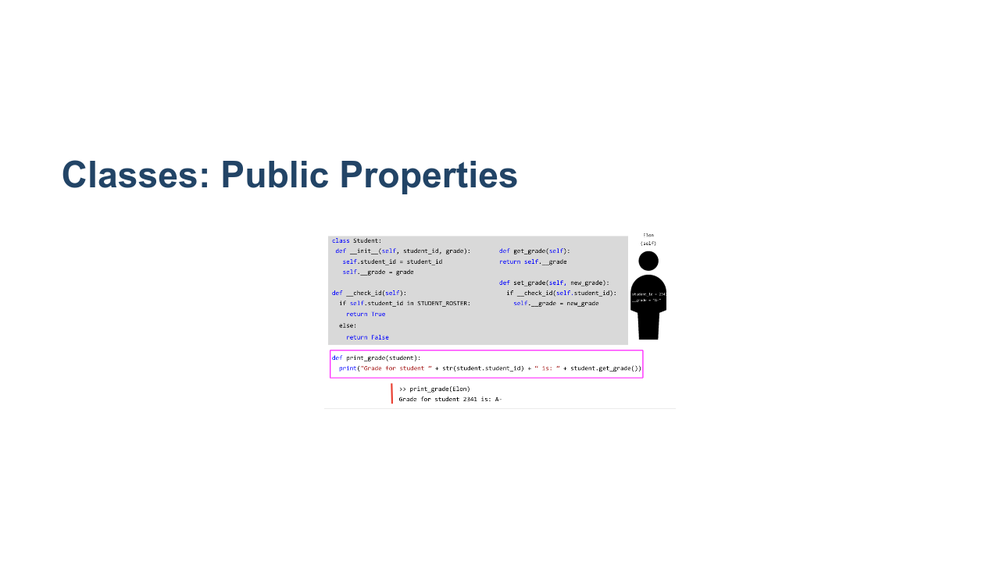 Classes: Public Properties
class Student:
def __init__(self, student_id, grade):
self.student_id = student_id
self.__grade = grade
def __check_id(self):
if self.student_id in STUDENT_ROSTER:
return True
else:
return False
def get_grade(self):
return self.__grade
def set_grade(self, new_grade):
if __check_id(self.student_id):
self.__grade = new_grade
Elon
(self)
student_id = 2341
__grade = "A-"
def print_grade(student):
print("Grade for student " + str(student.student_id) + " is: " + student.get_grade())
>> print_grade(Elon)
Grade for student 2341 is: A-